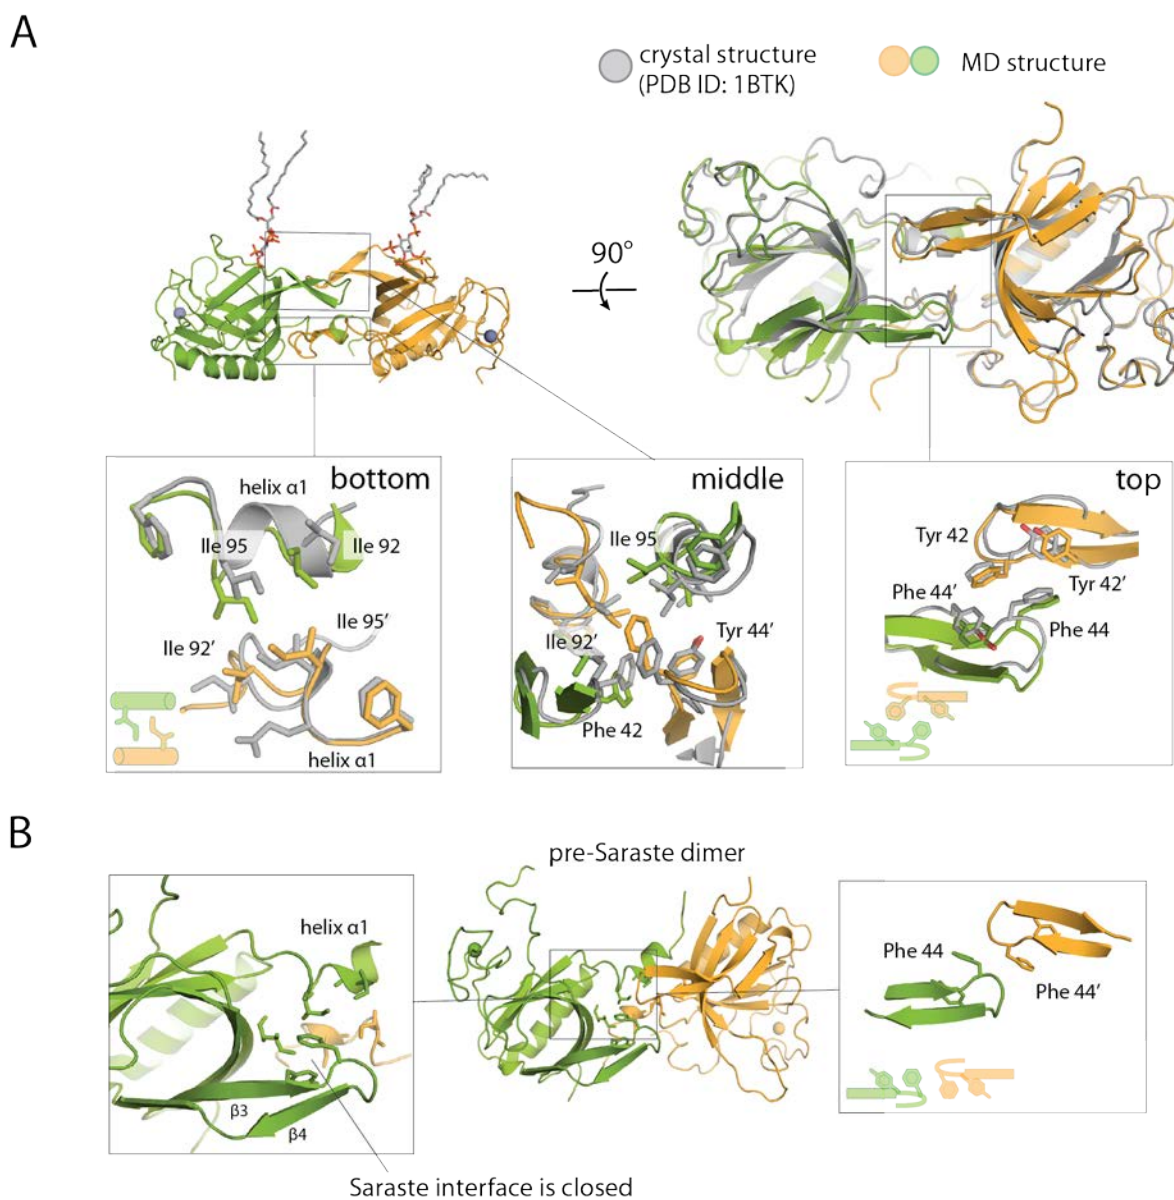 A
crystal structure
(PDB ID: 1BTK)
MD structure
90°
bottom
helix α1
Ile 95
Ile 92
Ile 95′
Ile 92′
helix α1
middle
Ile 95
Ile 92′
Tyr 44′
Phe 42
top
Tyr 42
Tyr 42′
Phe 44′
Phe 44
B
pre-Saraste dimer
helix α1
β3
β4
Phe 44
Phe 44′
Saraste interface is closed